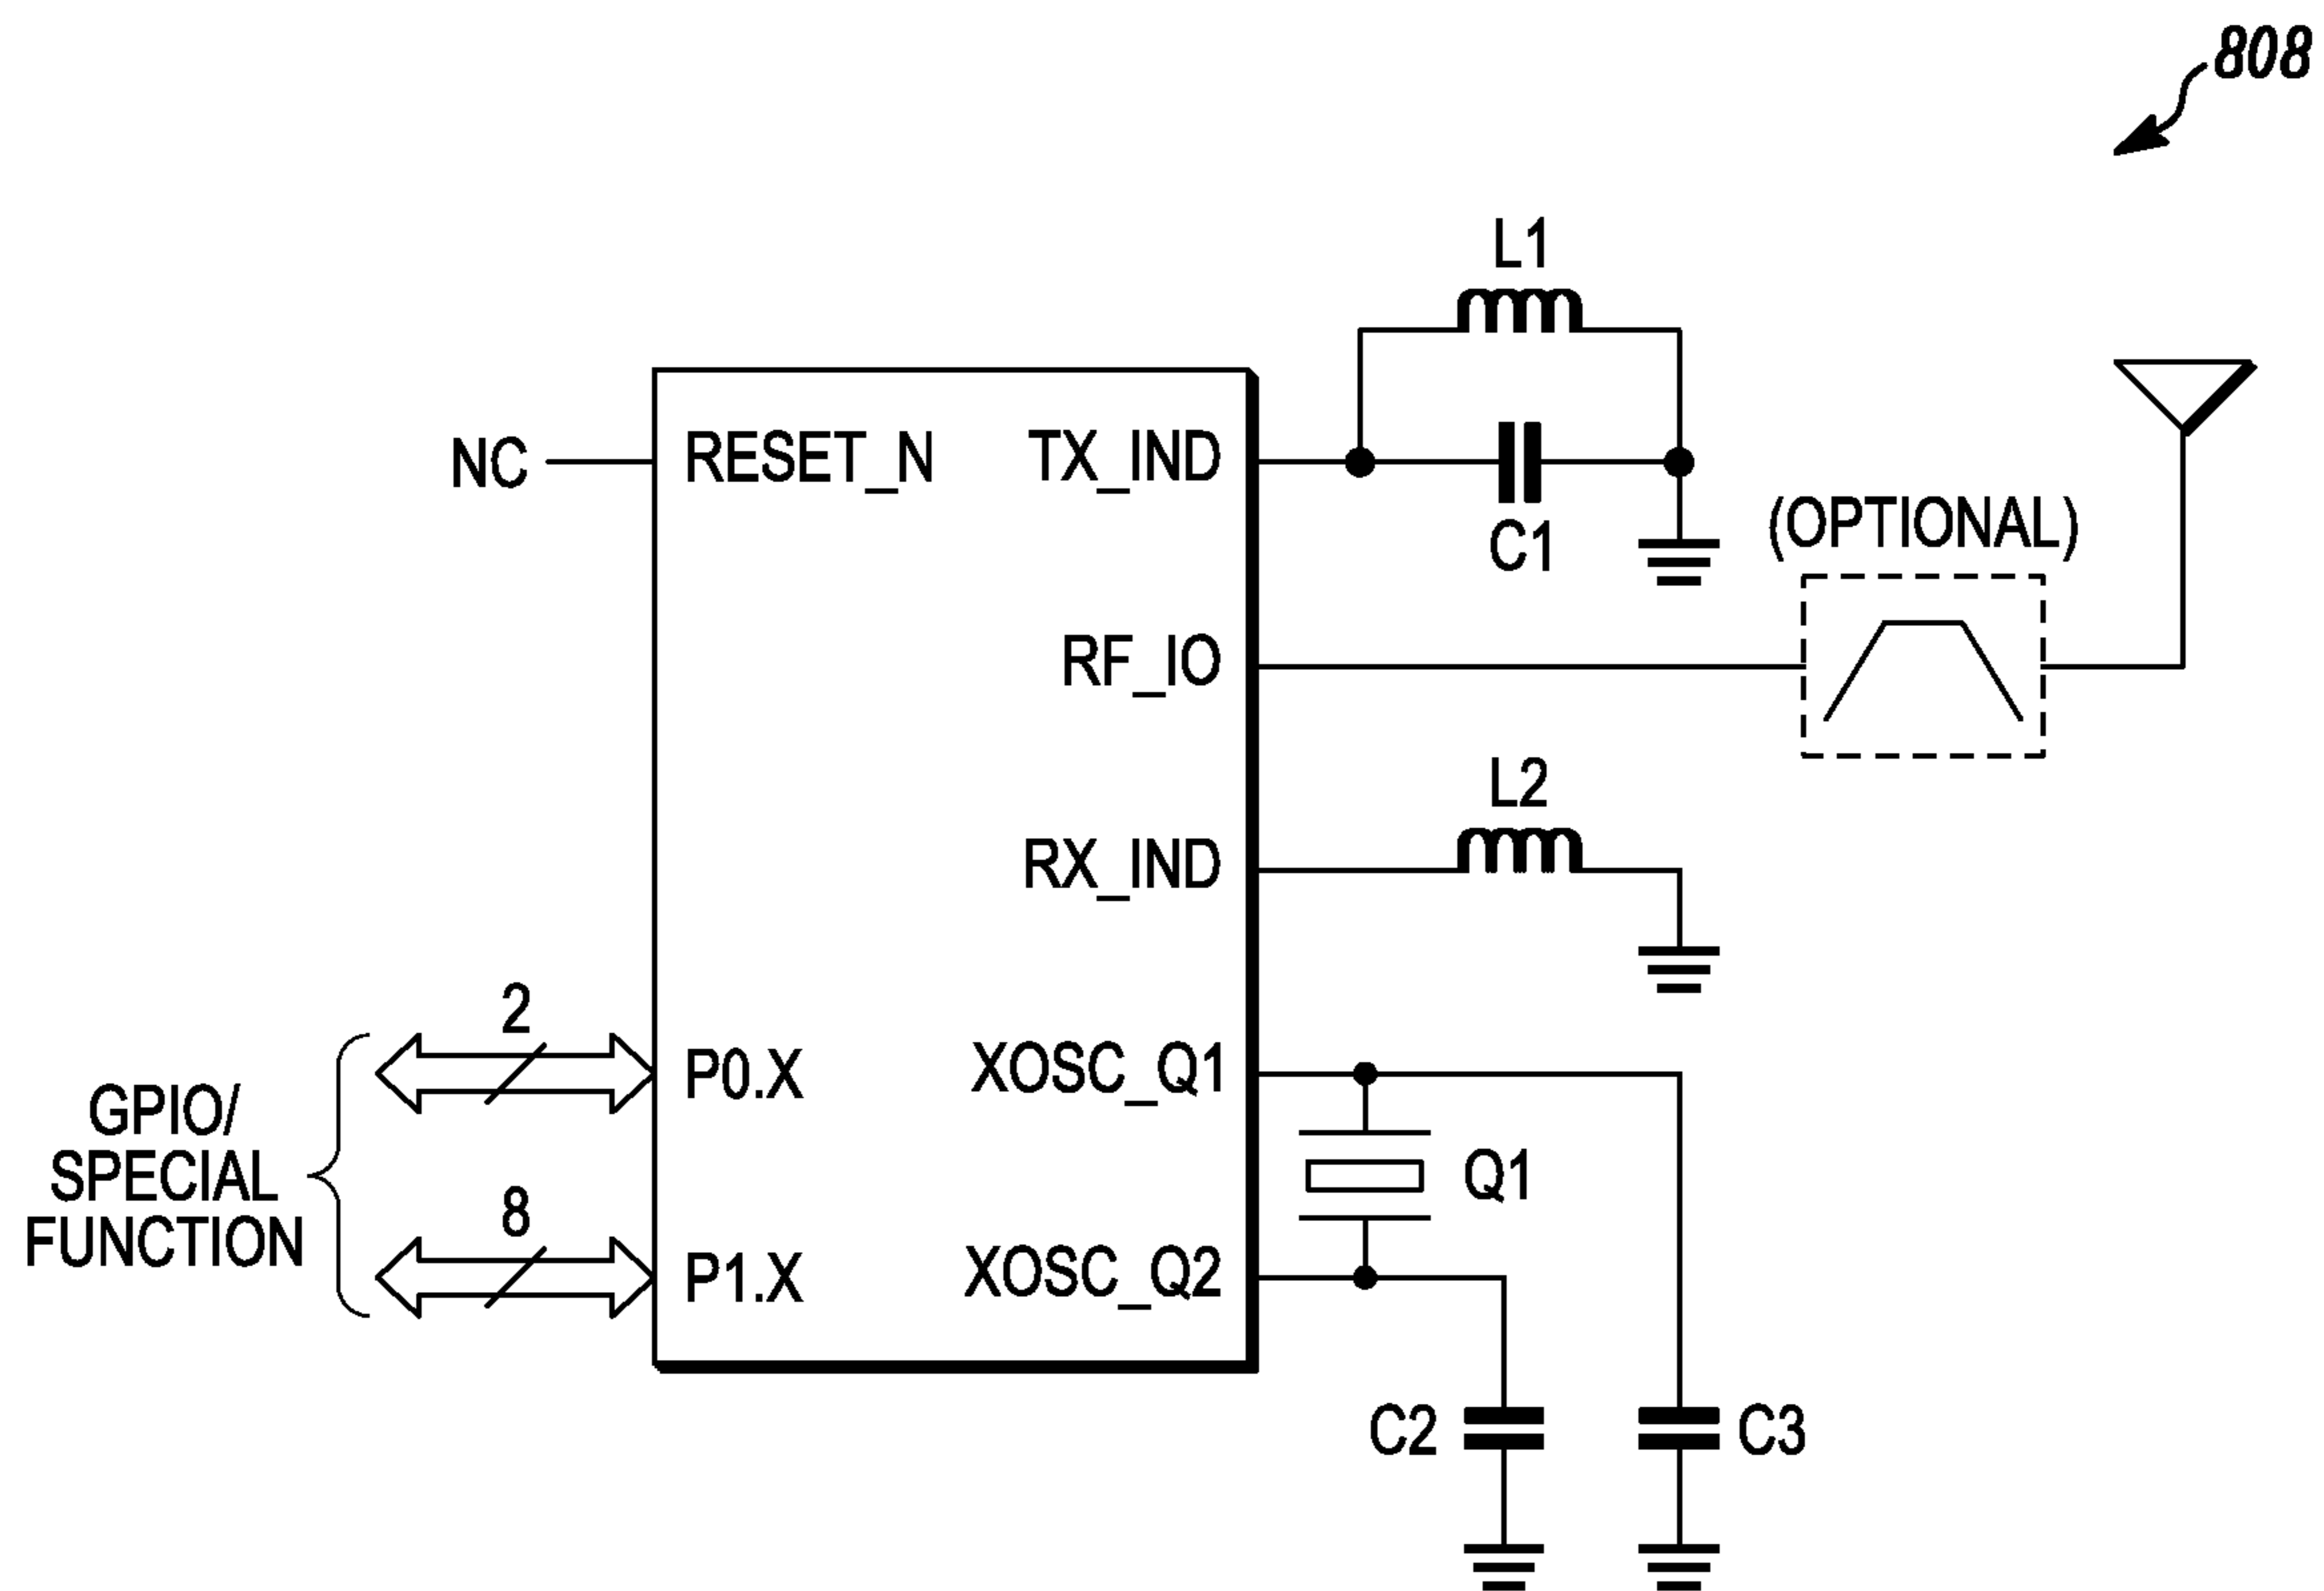 808
L1
NC
RESET_N
TX_IND
C1
(OPTIONAL)
RF_IO
L2
RX_IND
2
P0.X
XOSC_Q1
GPIO/
SPECIAL
FUNCTION
Q1
8
P1.X
XOSC_Q2
C2
C3